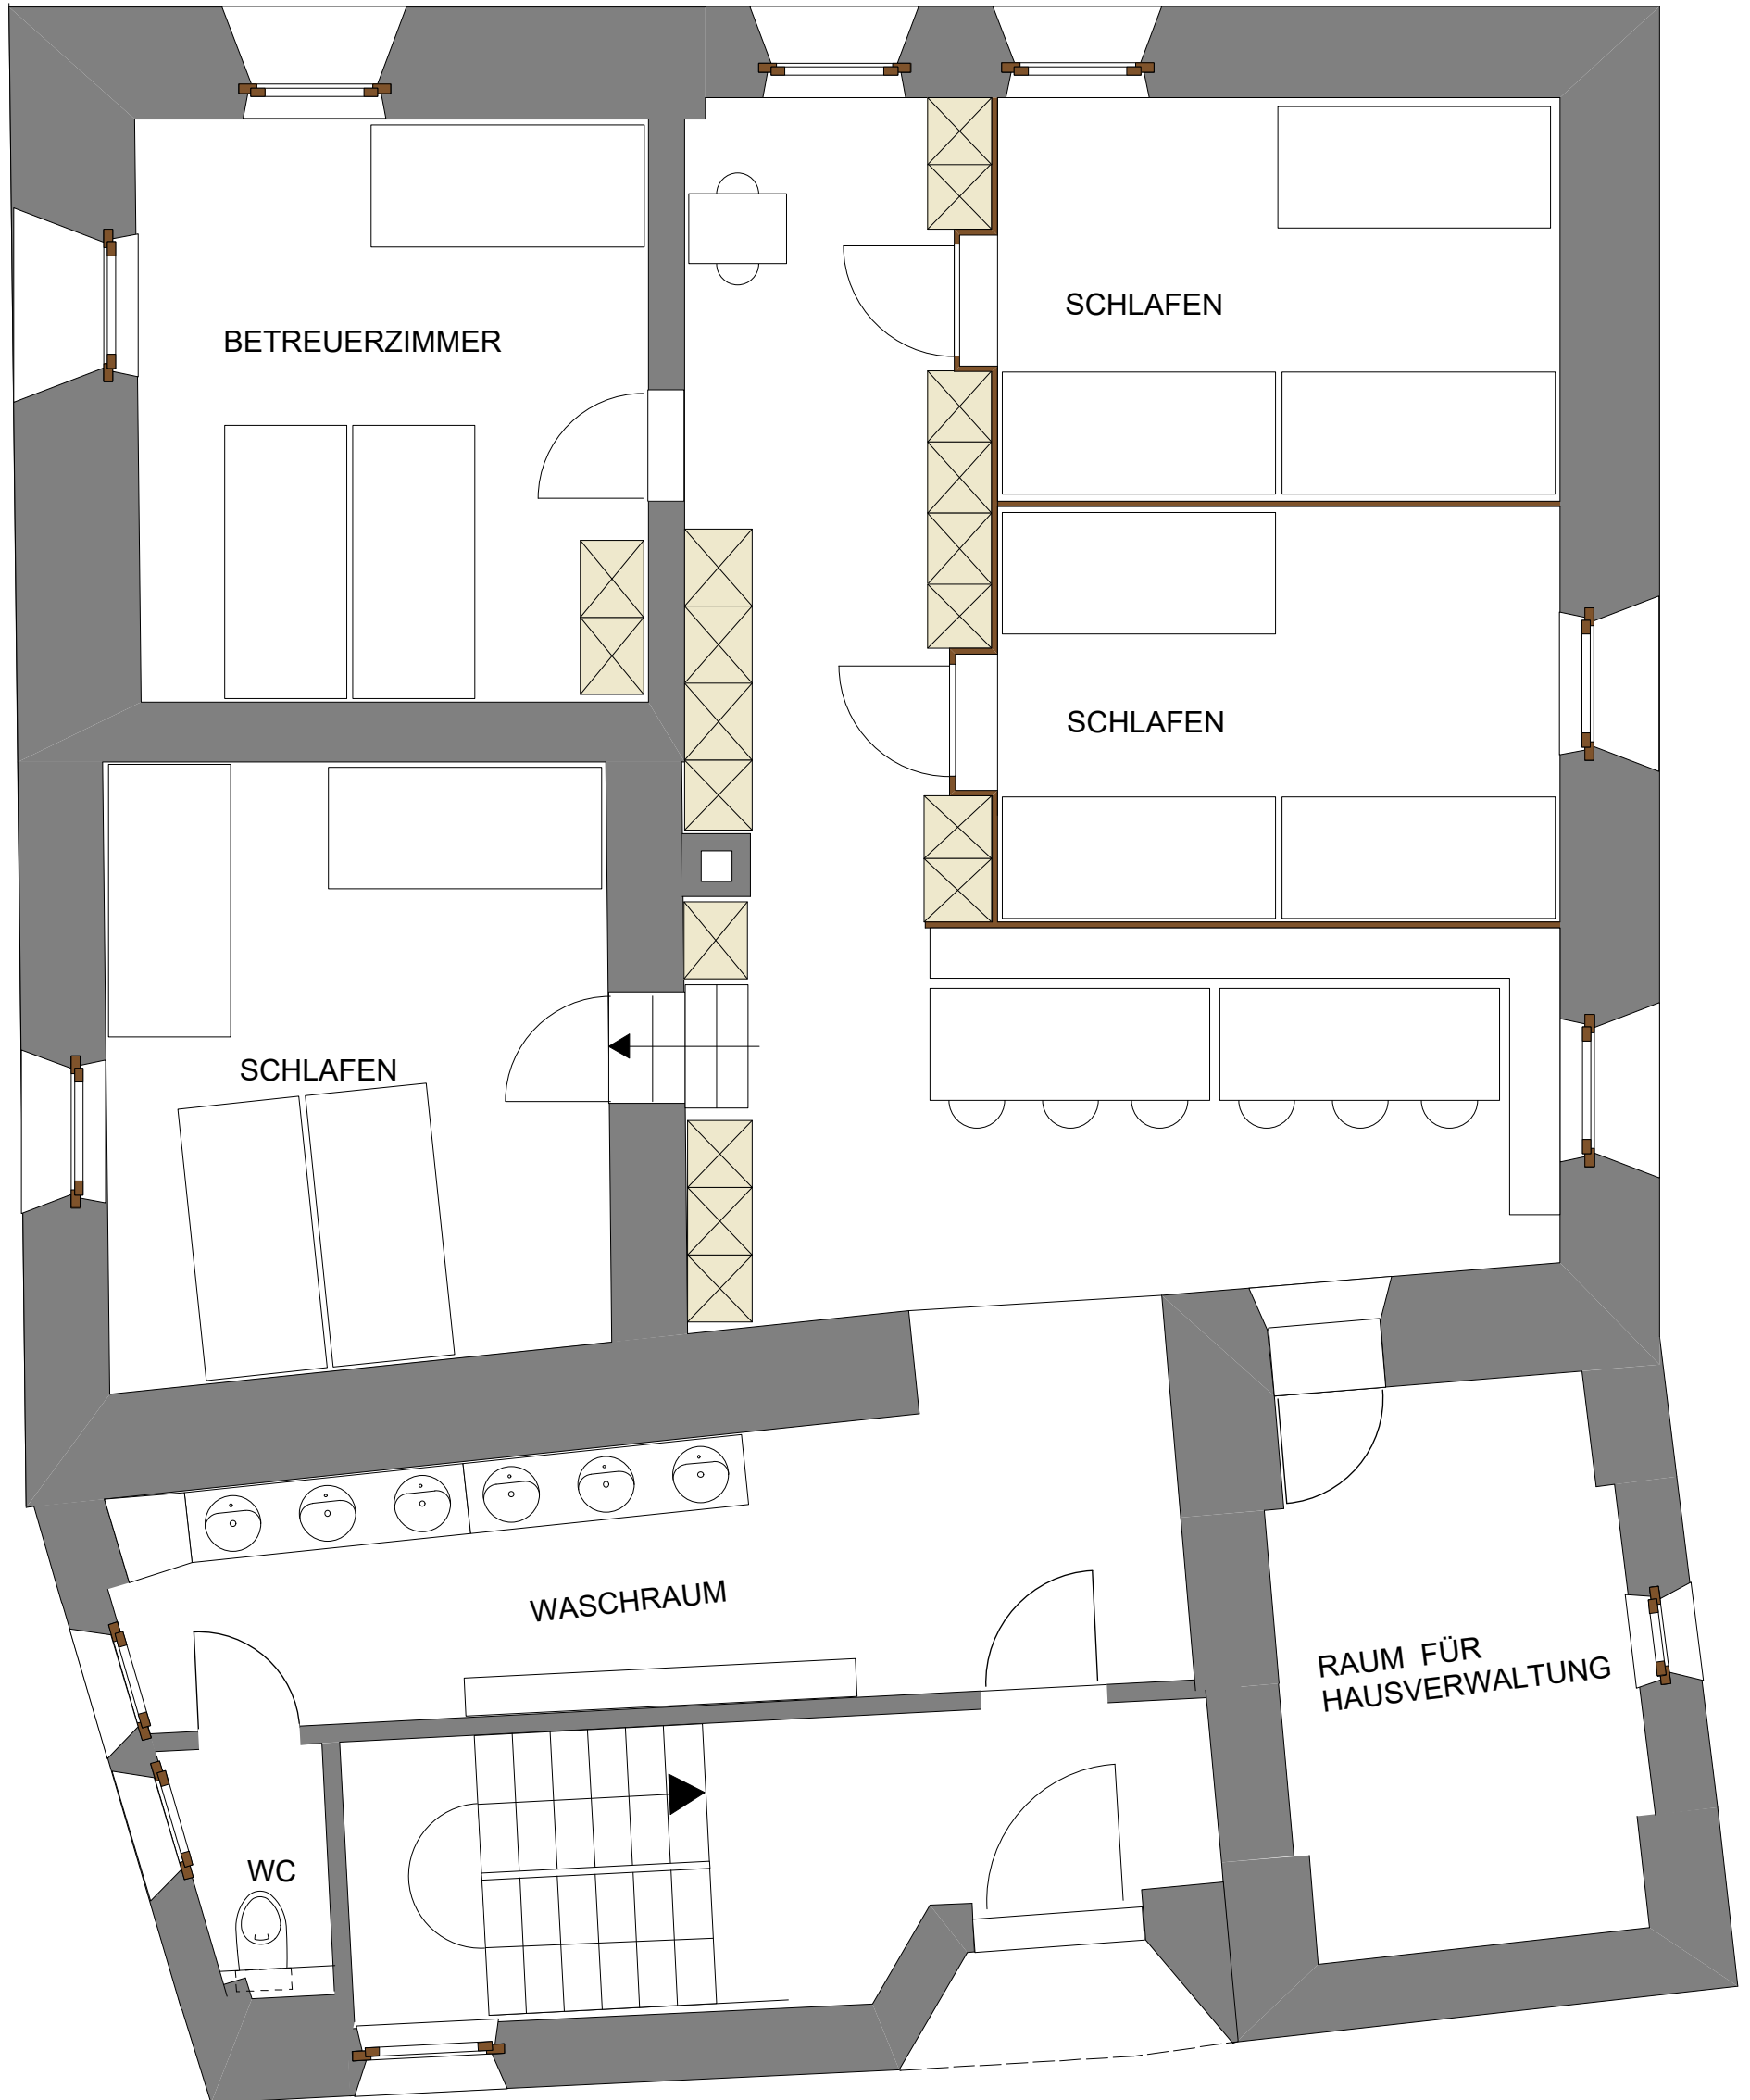 SCHLAFEN
BETREUERZIMMER
SCHLAFEN
SCHLAFEN
WASCHRAUM
RAUM FÜR
HAUSVERWALTUNG
WC